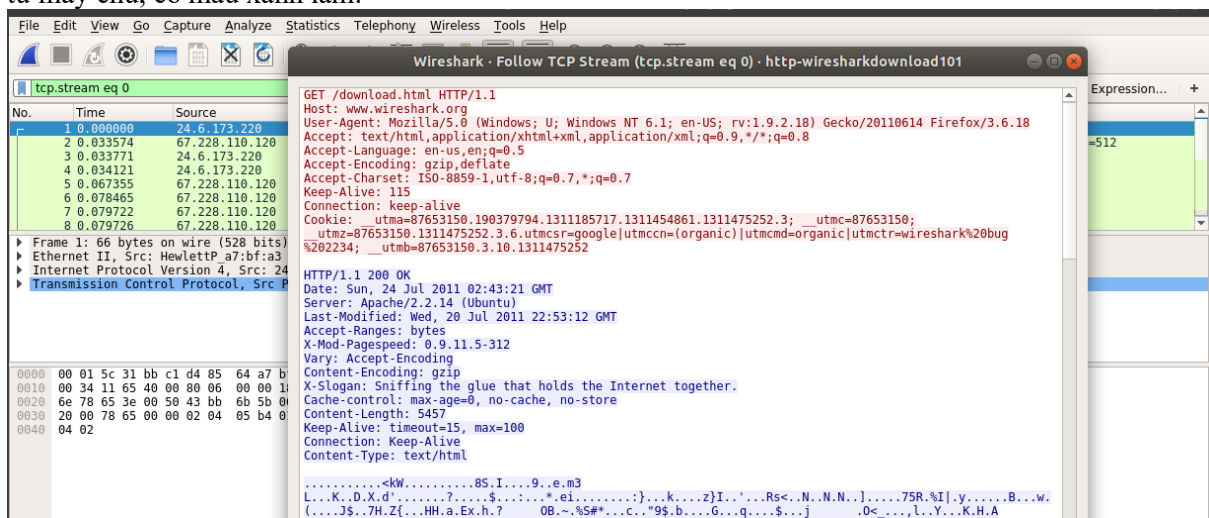 File Edit View Go Capture Analyze Statistics Telephony Wireless Tools Help
Wireshark · Follow TCP Stream (tcp.stream eq 0) · http-wiresharkdownload101
tcp.stream eq 0
Expression... +
No. Time Source
1 0.000000 24.6.173.220
2 0.033574 67.228.110.120 =512
3 0.033771 24.6.173.220
4 0.034121 24.6.173.220
5 0.067355 67.228.110.120
6 0.078465 67.228.110.120
7 0.079722 67.228.110.120
8 0.079726 67.228.110.120
Frame 1: 66 bytes on wire (528 bits)
Ethernet II, Src: HewlettP_a7:bf:a3
Internet Protocol Version 4, Src: 24
Transmission Control Protocol, Src P
0000 00 01 5c 31 bb c1 d4 85 64 a7 b
0010 00 34 11 65 40 00 80 06 00 00 18
0020 6e 78 65 3e 00 50 43 bb 6b 5b 00
0030 20 00 78 65 00 00 02 04 05 b4 0
0040 04 02
GET /download.html HTTP/1.1
Host: www.wireshark.org
User-Agent: Mozilla/5.0 (Windows; U; Windows NT 6.1; en-US; rv:1.9.2.18) Gecko/20110614 Firefox/3.6.18
Accept: text/html,application/xhtml+xml,application/xml;q=0.9,*/*;q=0.8
Accept-Language: en-us,en;q=0.5
Accept-Encoding: gzip,deflate
Accept-Charset: ISO-8859-1,utf-8;q=0.7,*;q=0.7
Keep-Alive: 115
Connection: keep-alive
Cookie: __utma=87653150.190379794.1311185717.1311454861.1311475252.3; __utmc=87653150;
__utmz=87653150.1311475252.3.6.utmcsr=google|utmccn=(organic)|utmcmd=organic|utmctr=wireshark%20bug
%202234; __utmb=87653150.3.10.1311475252
HTTP/1.1 200 OK
Date: Sun, 24 Jul 2011 02:43:21 GMT
Server: Apache/2.2.14 (Ubuntu)
Last-Modified: Wed, 20 Jul 2011 22:53:12 GMT
Accept-Ranges: bytes
X-Mod-Pagespeed: 0.9.11.5-312
Vary: Accept-Encoding
Content-Encoding: gzip
X-Slogan: Sniffing the glue that holds the Internet together.
Cache-control: max-age=0, no-cache, no-store
Content-Length: 5457
Keep-Alive: timeout=15, max=100
Connection: Keep-Alive
Content-Type: text/html
...........<kW..........8S.I....9..e.m3
L...K..D.X.d'.......?.....$...:...*.ei........:}...k....z}I..'...Rs<..N..N.N..].....75R.%I|.y......B...w.
(....J$..7H.Z{...HH.a.Ex.h.? OB.~.%S#*...c.."9$.b....G...q....$...j .O<_...,l..Y...K.H.A